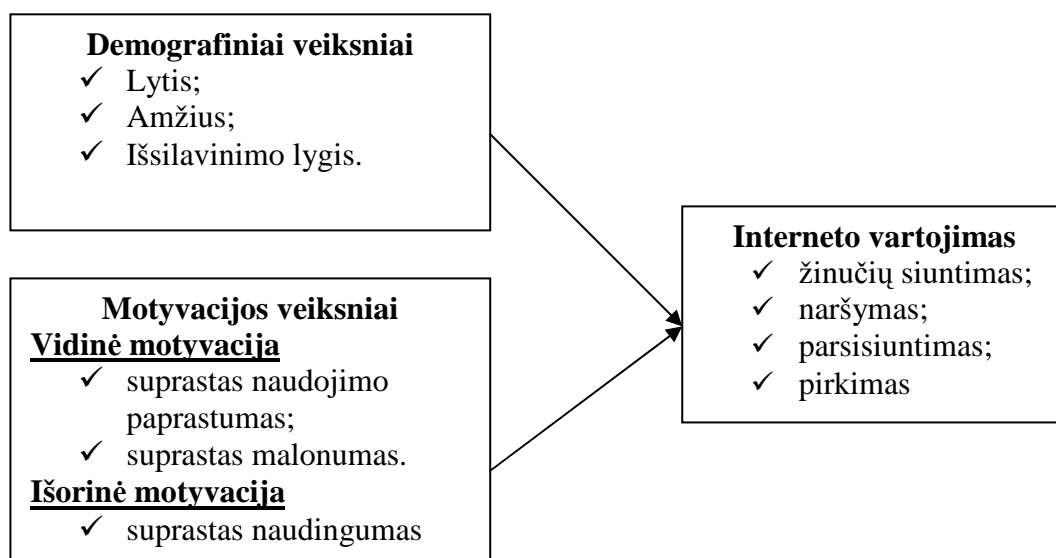 Demografiniai veiksniai
✓ Lytis;
✓ Amžius;
✓ Išsilavinimo lygis.
Motyvacijos veiksniai
Vidinė motyvacija
✓ suprastas naudojimo
paprastumas;
✓ suprastas malonumas.
Išorinė motyvacija
✓ suprastas naudingumas
Interneto vartojimas
✓ žinučių siuntimas;
✓ naršymas;
✓ parsisiuntimas;
✓ pirkimas